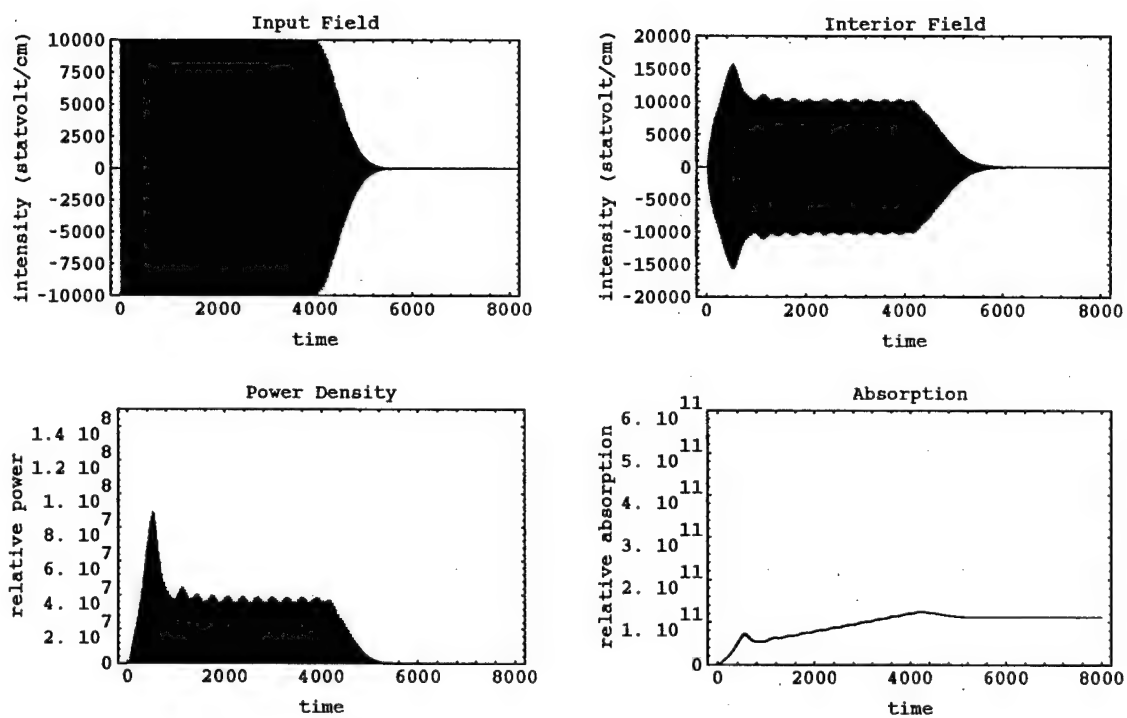 Input Field
intensity (statvolt/cm)
10000
7500
5000
2500
0
-2500
-5000
-7500
-10000
0 2000 4000 6000 8000
time
Interior Field
intensity (statvolt/cm)
20000
15000
10000
5000
0
-5000
-10000
-15000
-20000
0 2000 4000 6000 8000
time
Power Density
relative power
8
1.4 10
8
1.2 10
8
1. 10
7
8. 10
7
6. 10
7
4. 10
7
2. 10
0
0 2000 4000 6000 8000
time
Absorption
relative absorption
11
6. 10
11
5. 10
11
4. 10
11
3. 10
11
2. 10
11
1. 10
0
0 2000 4000 6000 8000
time